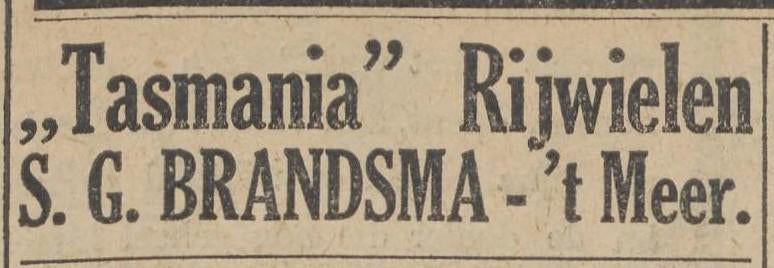 „Tasmania” Rijwielen
S. G. BRANDSMA - 't Meer.